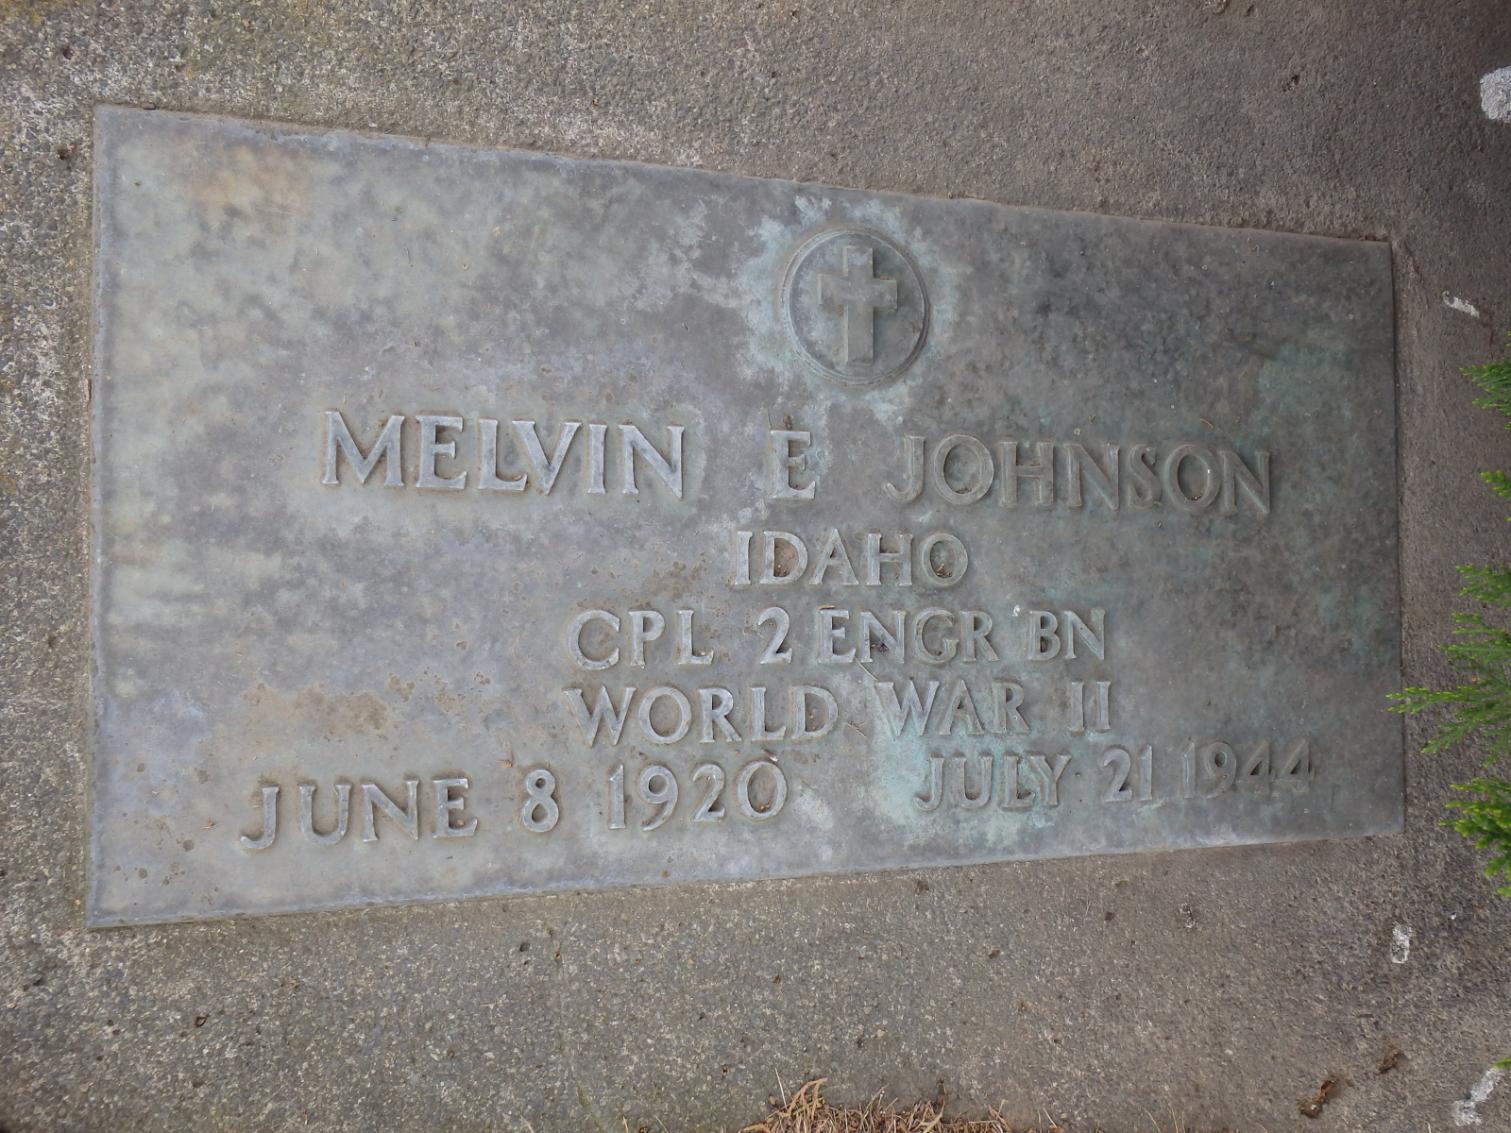 MELVIN E JOHNSON
IDAHO
CPL 2 ENGR BN
WORLD WAR II
JUNE 8 1920 JULY 21 1944